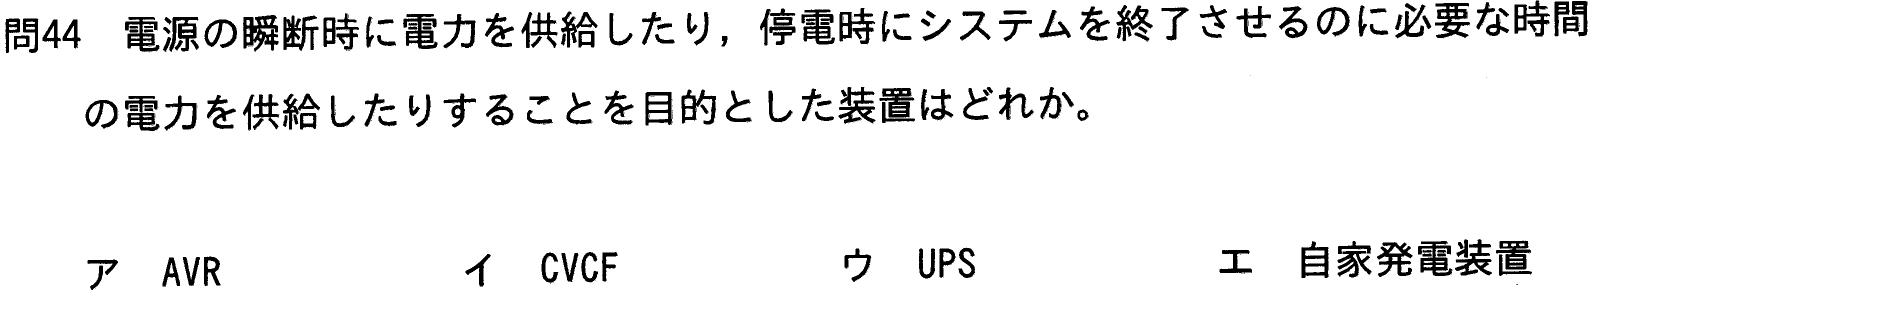 問44 電源の瞬断時に電力を供給したり，停電時にシステムを終了させるのに必要な時間
の電力を供給したりすることを目的とした装置はどれか。
ア AVR イ CVCF ウ UPS エ 自家発電装置